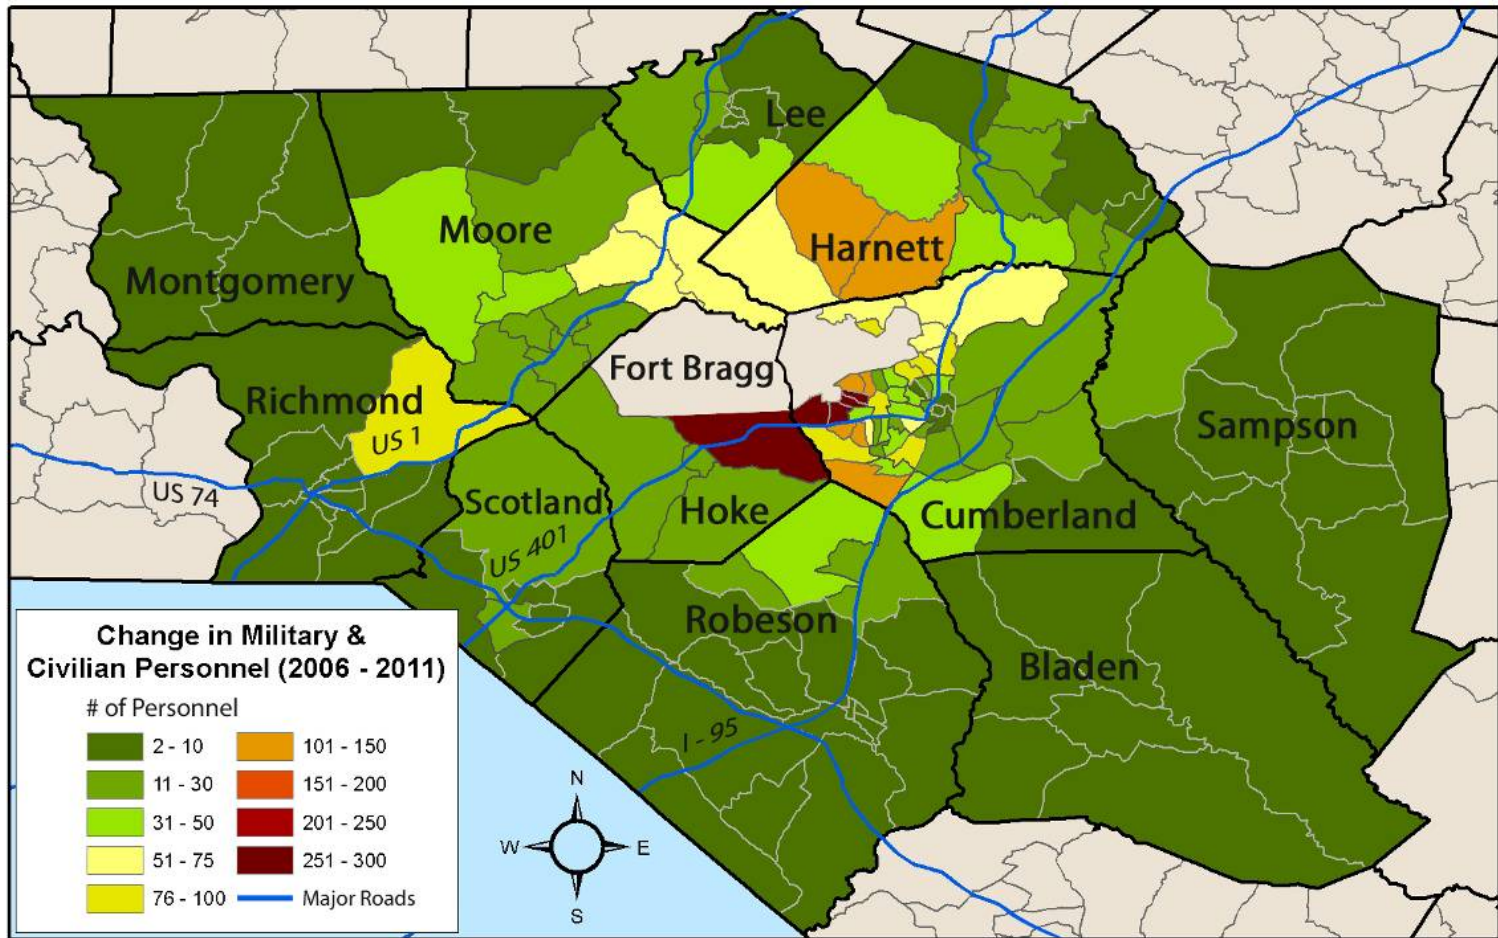 Lee
Moore
Harnett
Montgomery
Fort Bragg
Richmond
US 1
Sampson
US 74
Scotland
Hoke
Cumberland
US 401
Robeson
Bladen
I - 95
Change in Military &
Civilian Personnel (2006 - 2011)
# of Personnel
2 - 10
11 - 30
31 - 50
51 - 75
76 - 100
101 - 150
151 - 200
201 - 250
251 - 300
Major Roads
N
W
E
S